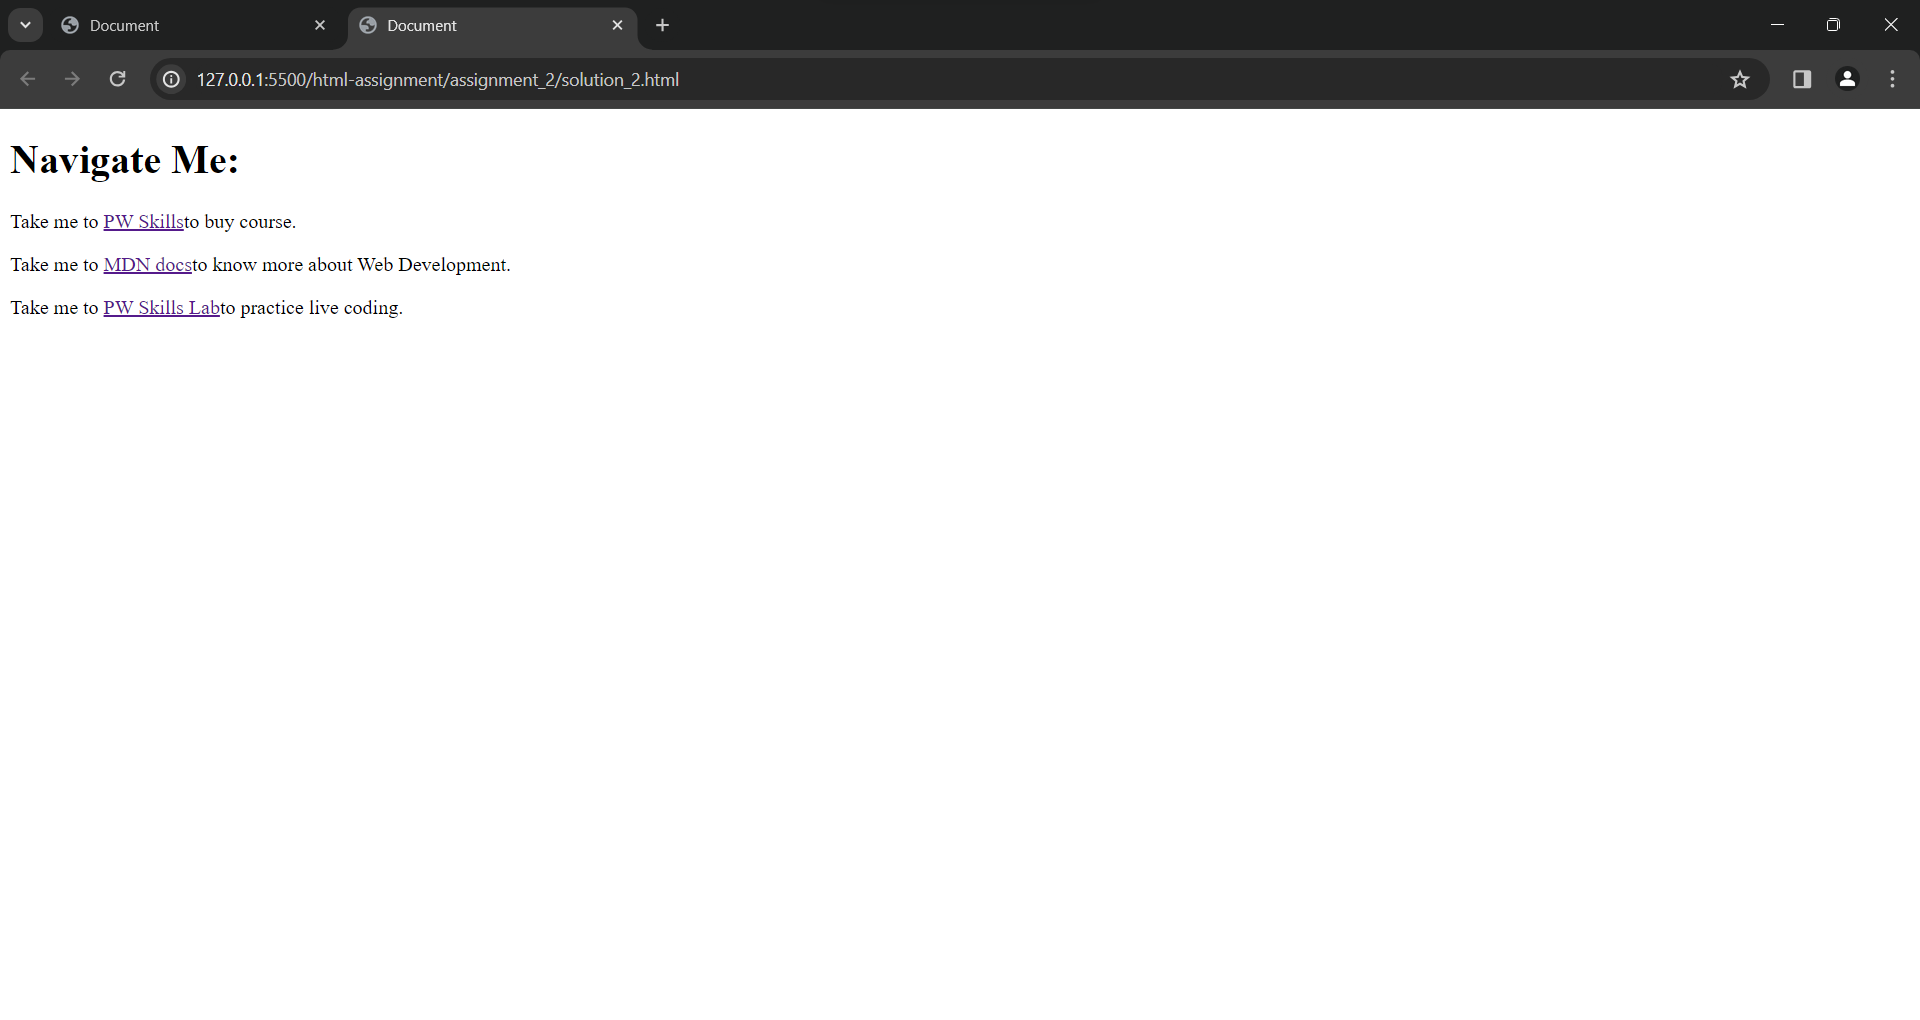 Document
Document
127.0.0.1:5500/html-assignment/assignment_2/solution_2.html
Navigate Me:
Take me to PW Skillsto buy course.
Take me to MDN docsto know more about Web Development.
Take me to PW Skills Labto practice live coding.